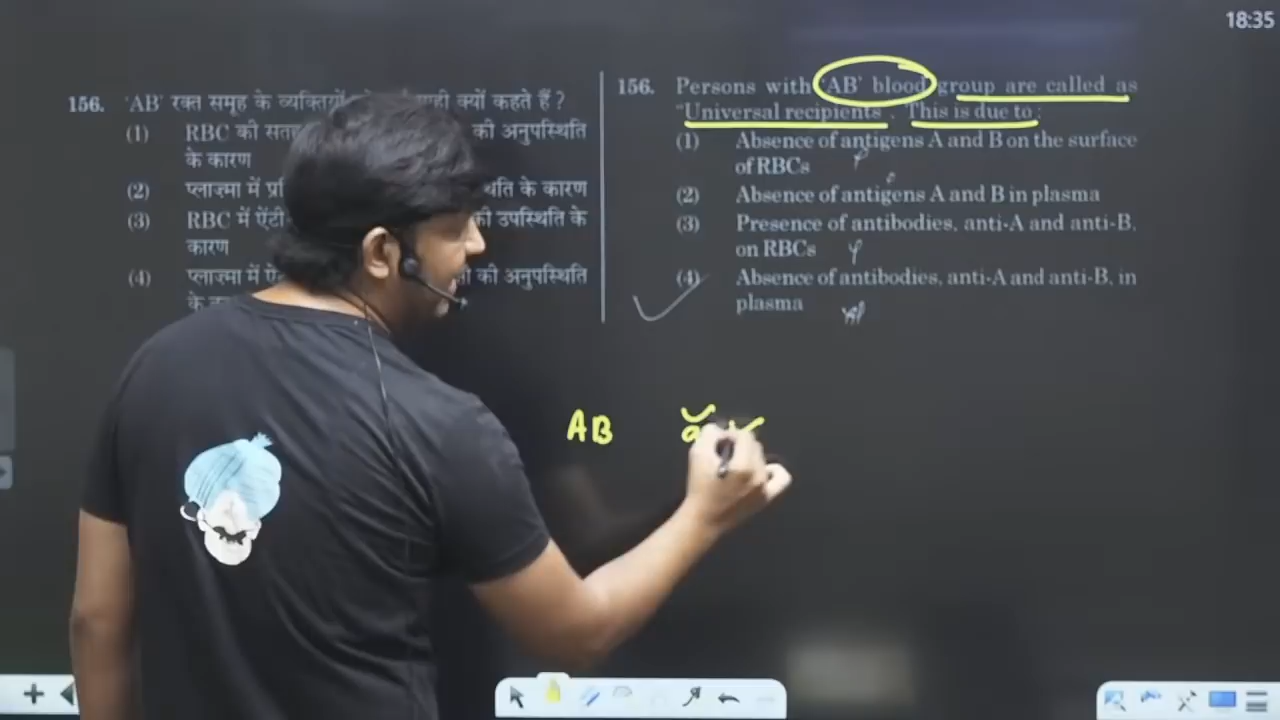 18:35
156. 'AB' रक्त समूह के व्यक्तियों क्यों कहते हैं ?
(1) RBC की की अनुपस्थिति
के कारण
(2) प्लाज्मा में के कारण
(3) RBC में की उपस्थिति के
कारण
(4) प्लाज्मा में की अनुपस्थिति
के
156. Persons with 'AB' blood group are called as
"Universal recipients". This is due to:
(1) Absence of antigens A and B on the surface
of RBCs
(2) Absence of antigens A and B in plasma
(3) Presence of antibodies, anti-A and anti-B,
on RBCs
(4) Absence of antibodies, anti-A and anti-B, in
plasma
AB